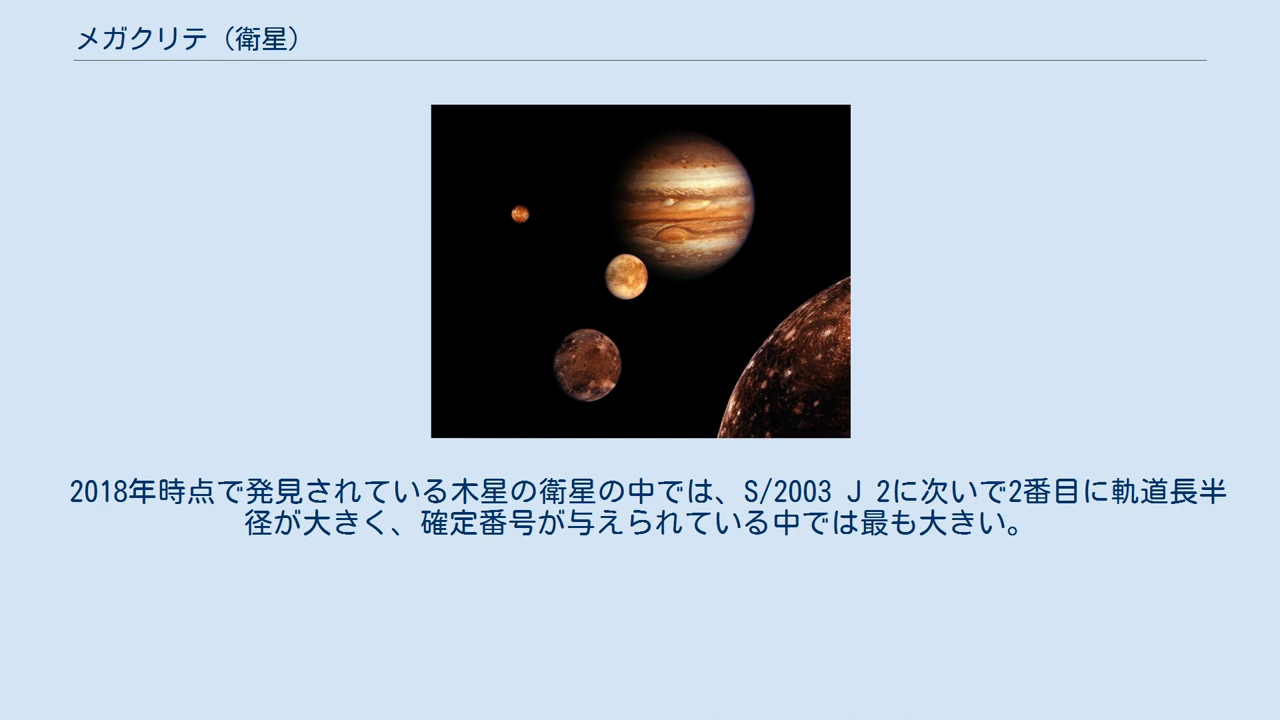 メガクリテ（衛星）
2018年時点で発見されている木星の衛星の中では、S/2003 J 2に次いで2番目に軌道長半
径が大きく、確定番号が与えられている中では最も大きい。